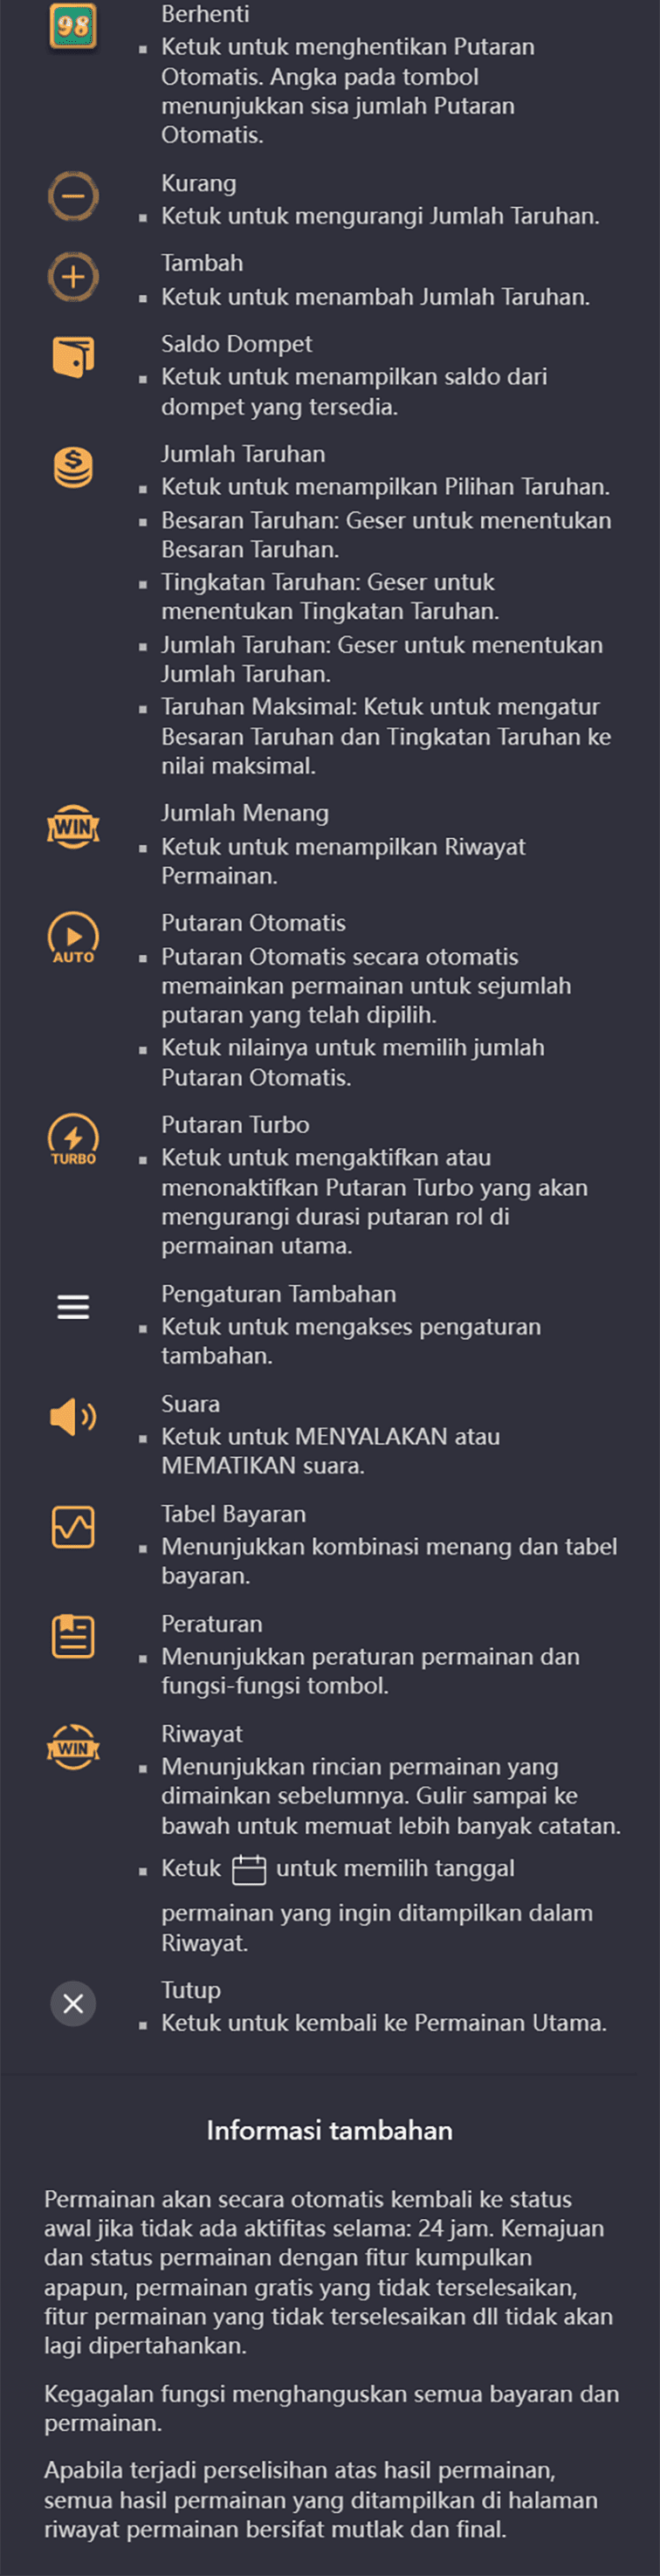 98
Berhenti
Ketuk untuk menghentikan Putaran
Otomatis. Angka pada tombol
menunjukkan sisa jumlah Putaran
Otomatis.
Kurang
Ketuk untuk mengurangi Jumlah Taruhan.
Tambah
Ketuk untuk menambah Jumlah Taruhan.
Saldo Dompet
Ketuk untuk menampilkan saldo dari
dompet yang tersedia.
Jumlah Taruhan
Ketuk untuk menampilkan Pilihan Taruhan.
Besaran Taruhan: Geser untuk menentukan
Besaran Taruhan.
Tingkatan Taruhan: Geser untuk
menentukan Tingkatan Taruhan.
Jumlah Taruhan: Geser untuk menentukan
Jumlah Taruhan.
Taruhan Maksimal: Ketuk untuk mengatur
Besaran Taruhan dan Tingkatan Taruhan ke
nilai maksimal.
WIN
Jumlah Menang
Ketuk untuk menampilkan Riwayat
Permainan.
AUTO
Putaran Otomatis
Putaran Otomatis secara otomatis
memainkan permainan untuk sejumlah
putaran yang telah dipilih.
Ketuk nilainya untuk memilih jumlah
Putaran Otomatis.
TURBO
Putaran Turbo
Ketuk untuk mengaktifkan atau
menonaktifkan Putaran Turbo yang akan
mengurangi durasi putaran rol di
permainan utama.
Pengaturan Tambahan
Ketuk untuk mengakses pengaturan
tambahan.
Suara
Ketuk untuk MENYALAKAN atau
MEMATIKAN suara.
Tabel Bayaran
Menunjukkan kombinasi menang dan tabel
bayaran.
Peraturan
Menunjukkan peraturan permainan dan
fungsi-fungsi tombol.
WIN
Riwayat
Menunjukkan rincian permainan yang
dimainkan sebelumnya. Gulir sampai ke
bawah untuk memuat lebih banyak catatan.
Ketuk untuk memilih tanggal
permainan yang ingin ditampilkan dalam
Riwayat.
Tutup
Ketuk untuk kembali ke Permainan Utama.
Informasi tambahan
Permainan akan secara otomatis kembali ke status
awal jika tidak ada aktifitas selama: 24 jam. Kemajuan
dan status permainan dengan fitur kumpulkan
apapun, permainan gratis yang tidak terselesaikan,
fitur permainan yang tidak terselesaikan dll tidak akan
lagi dipertahankan.
Kegagalan fungsi menghanguskan semua bayaran dan
permainan.
Apabila terjadi perselisihan atas hasil permainan,
semua hasil permainan yang ditampilkan di halaman
riwayat permainan bersifat mutlak dan final.